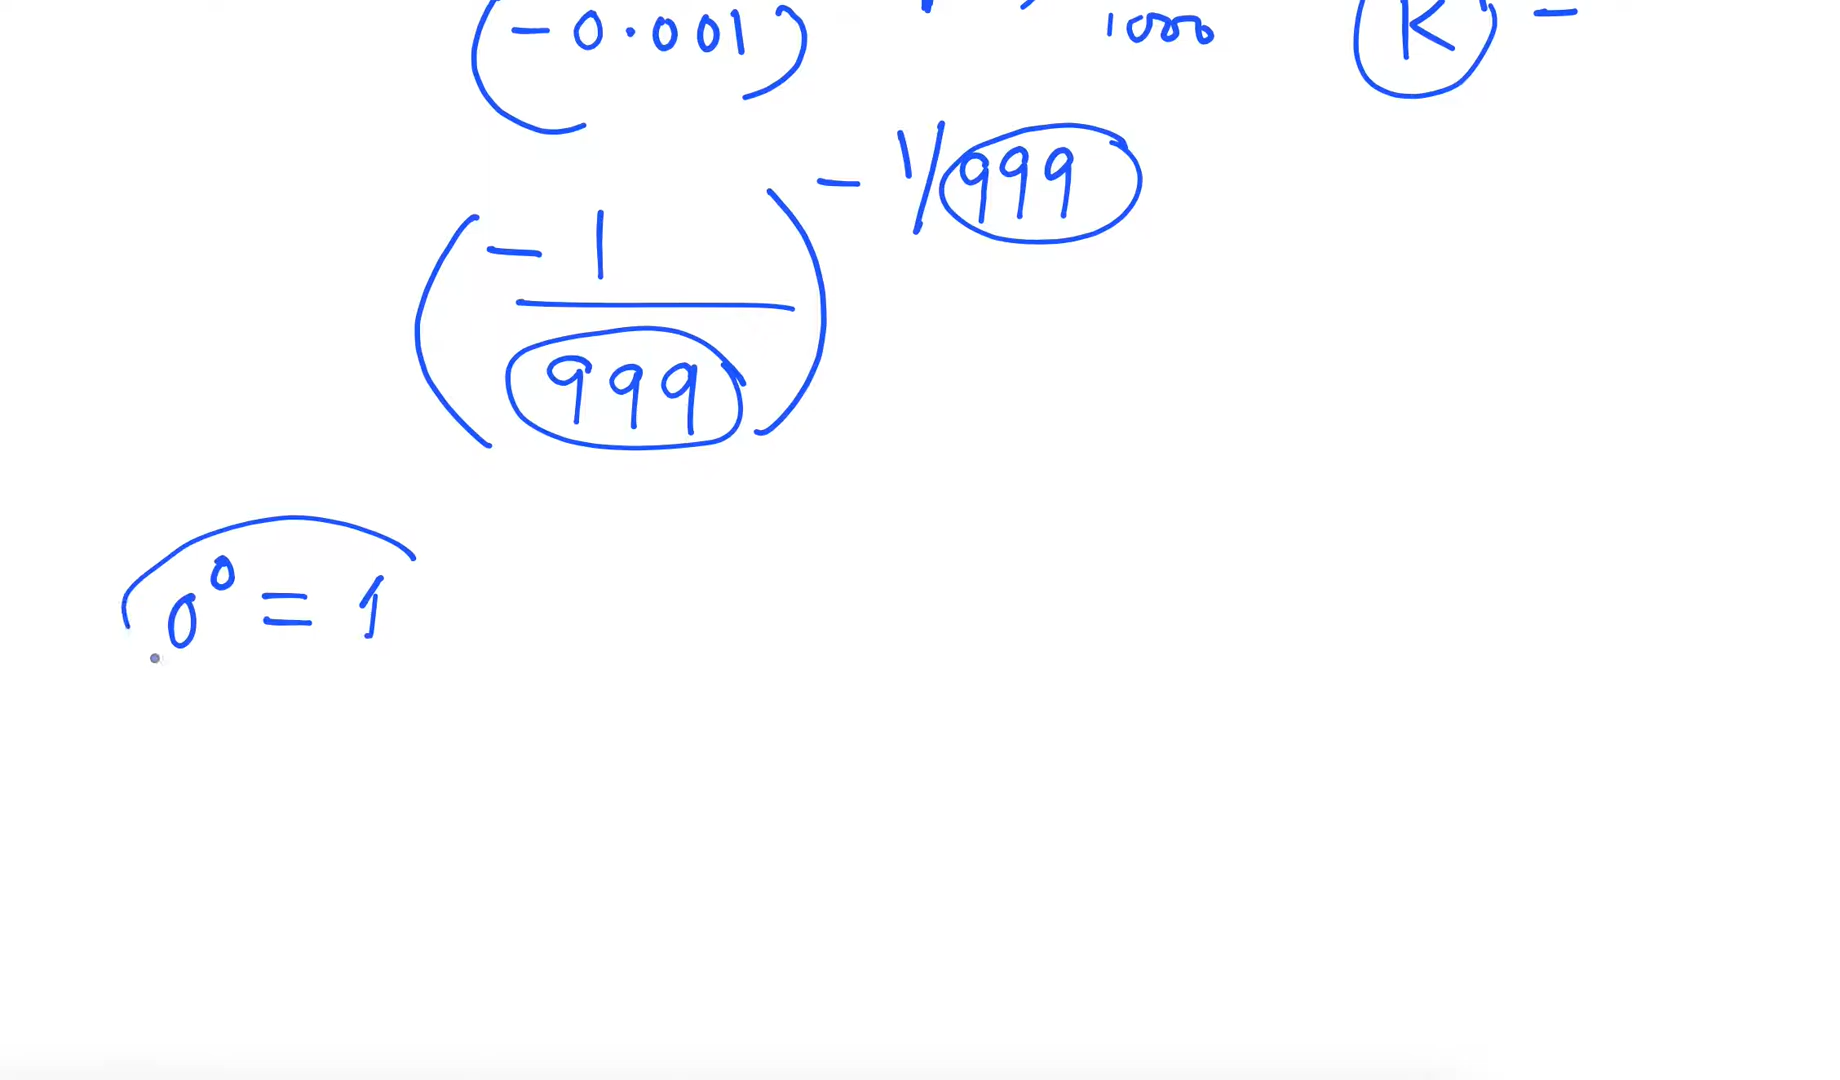 (-0.001) 1000 K -
(-1/999)^-1/999
0^0 = 1